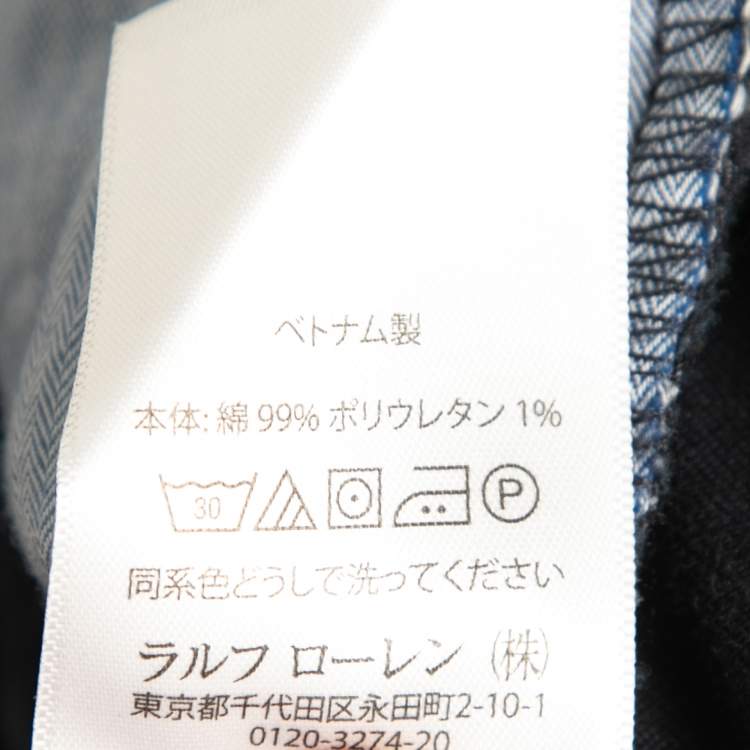 ベトナム製
本体: 綿 99% ポリウレタン 1%
30 P
同系色どうしで洗ってください
ラルフ ローレン (株)
東京都千代田区永田町2-10-1
0120-3274-20